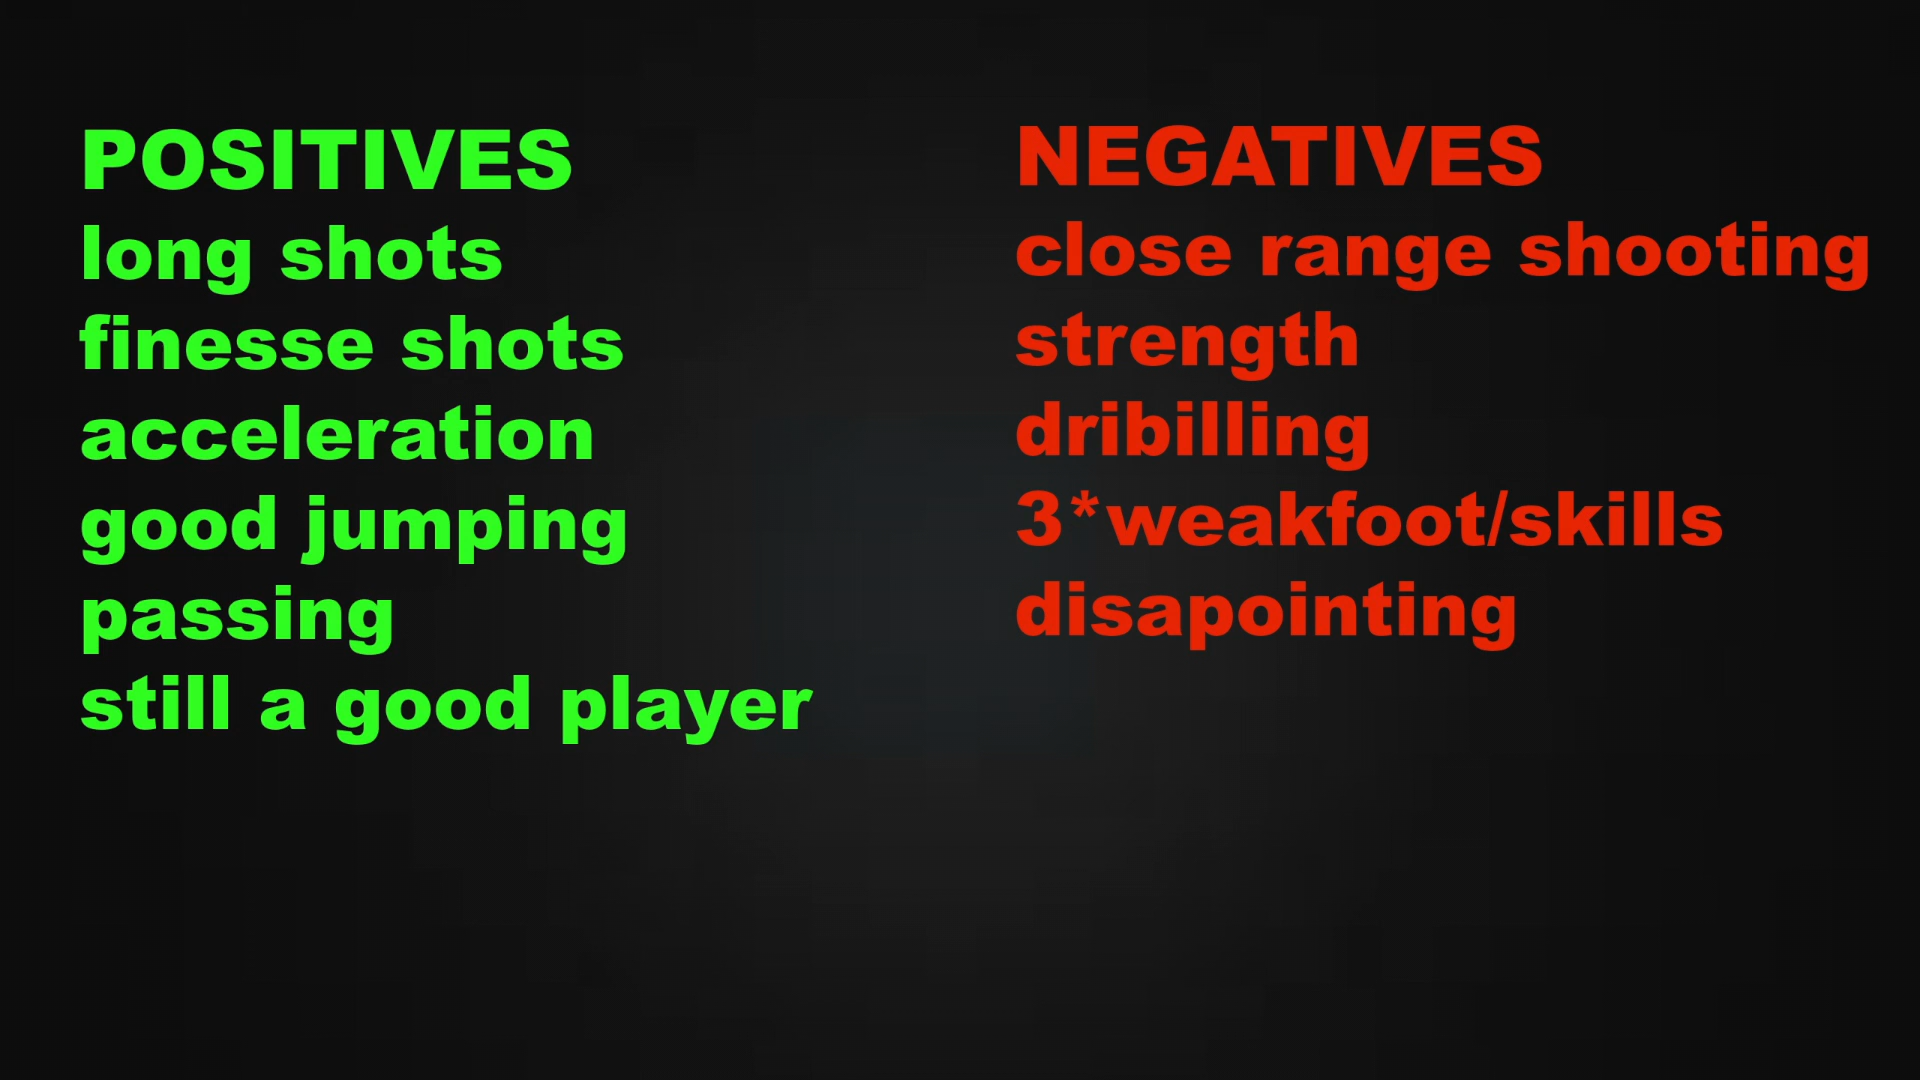 POSITIVES
long shots
finesse shots
acceleration
good jumping
passing
still a good player
NEGATIVES
close range shooting
strength
dribilling
3*weakfoot/skills
disapointing